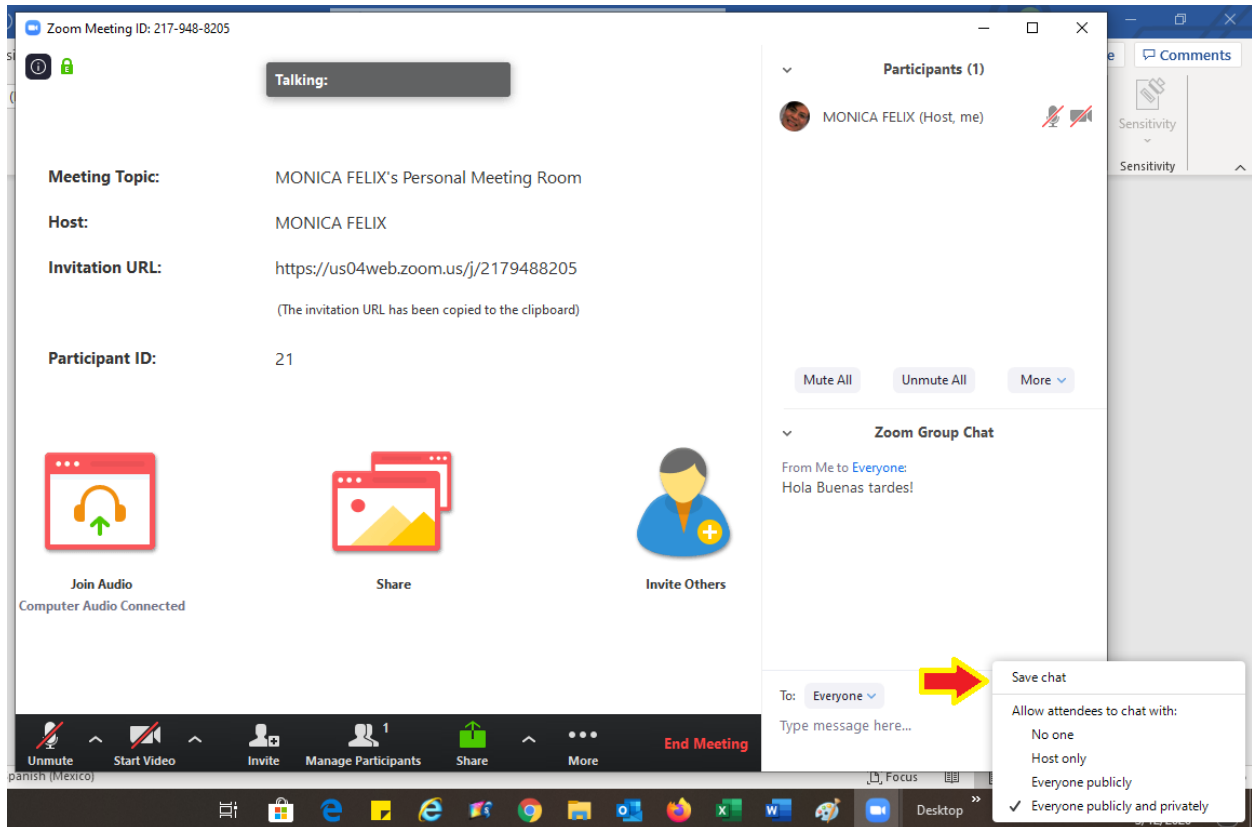 Zoom Meeting ID: 217-948-8205
Comments
Talking:
Participants (1)
MONICA FELIX (Host, me)
Sensitivity
Sensitivity
Meeting Topic:
MONICA FELIX's Personal Meeting Room
Host:
MONICA FELIX
Invitation URL:
https://us04web.zoom.us/j/2179488205
(The invitation URL has been copied to the clipboard)
Participant ID:
21
Mute All
Unmute All
More
Zoom Group Chat
From Me to Everyone:
Hola Buenas tardes!
Join Audio
Computer Audio Connected
Share
Invite Others
To: Everyone
Type message here...
Save chat
Allow attendees to chat with:
No one
Host only
Everyone publicly
✓ Everyone publicly and privately
Unmute
Start Video
Invite
1
Manage Participants
Share
More
End Meeting
panish (Mexico)
Focus
Desktop